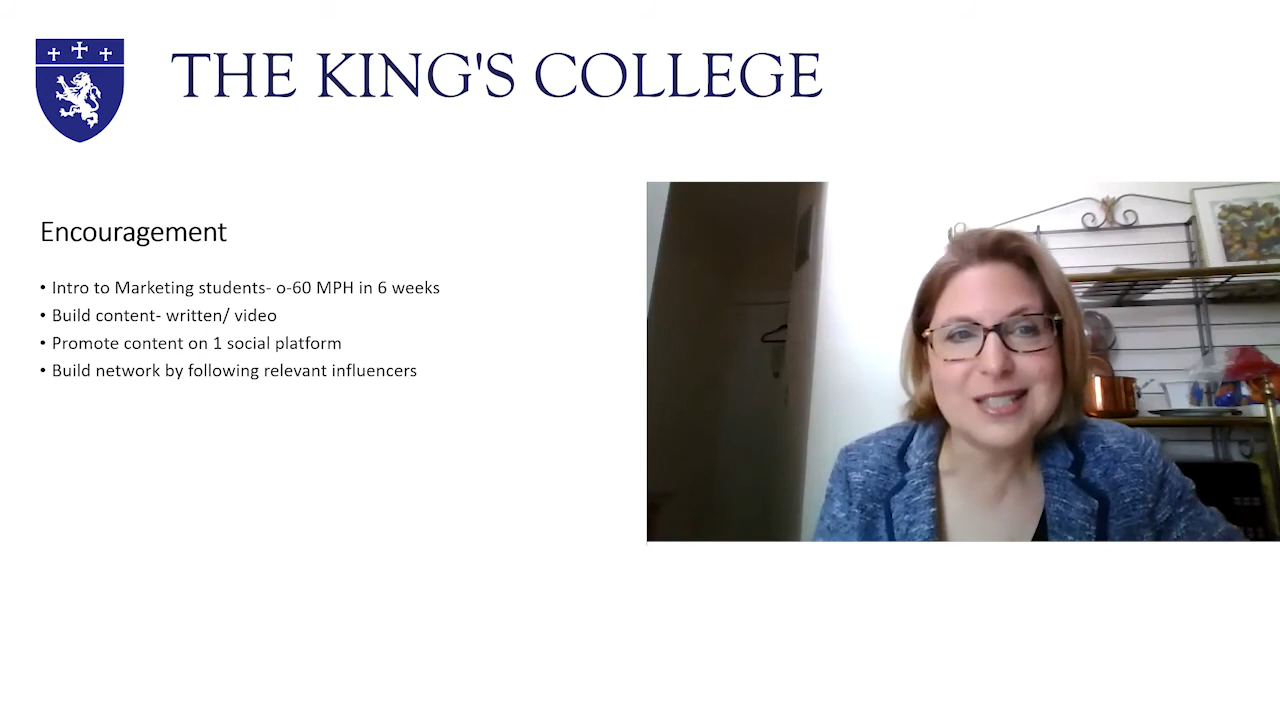 THE KING'S COLLEGE
Encouragement
• Intro to Marketing students- o-60 MPH in 6 weeks
• Build content- written/ video
• Promote content on 1 social platform
• Build network by following relevant influencers